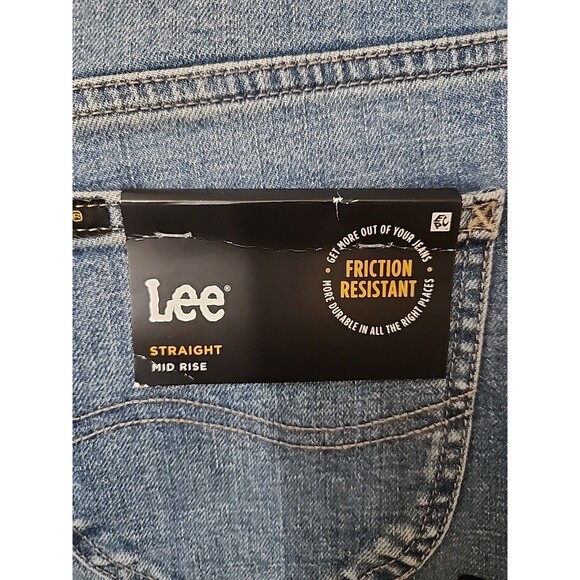 Lee®
STRAIGHT
MID RISE
GET MORE OUT OF YOUR JEANS
FRICTION
RESISTANT
MORE DURABLE IN ALL THE RIGHT PLACES